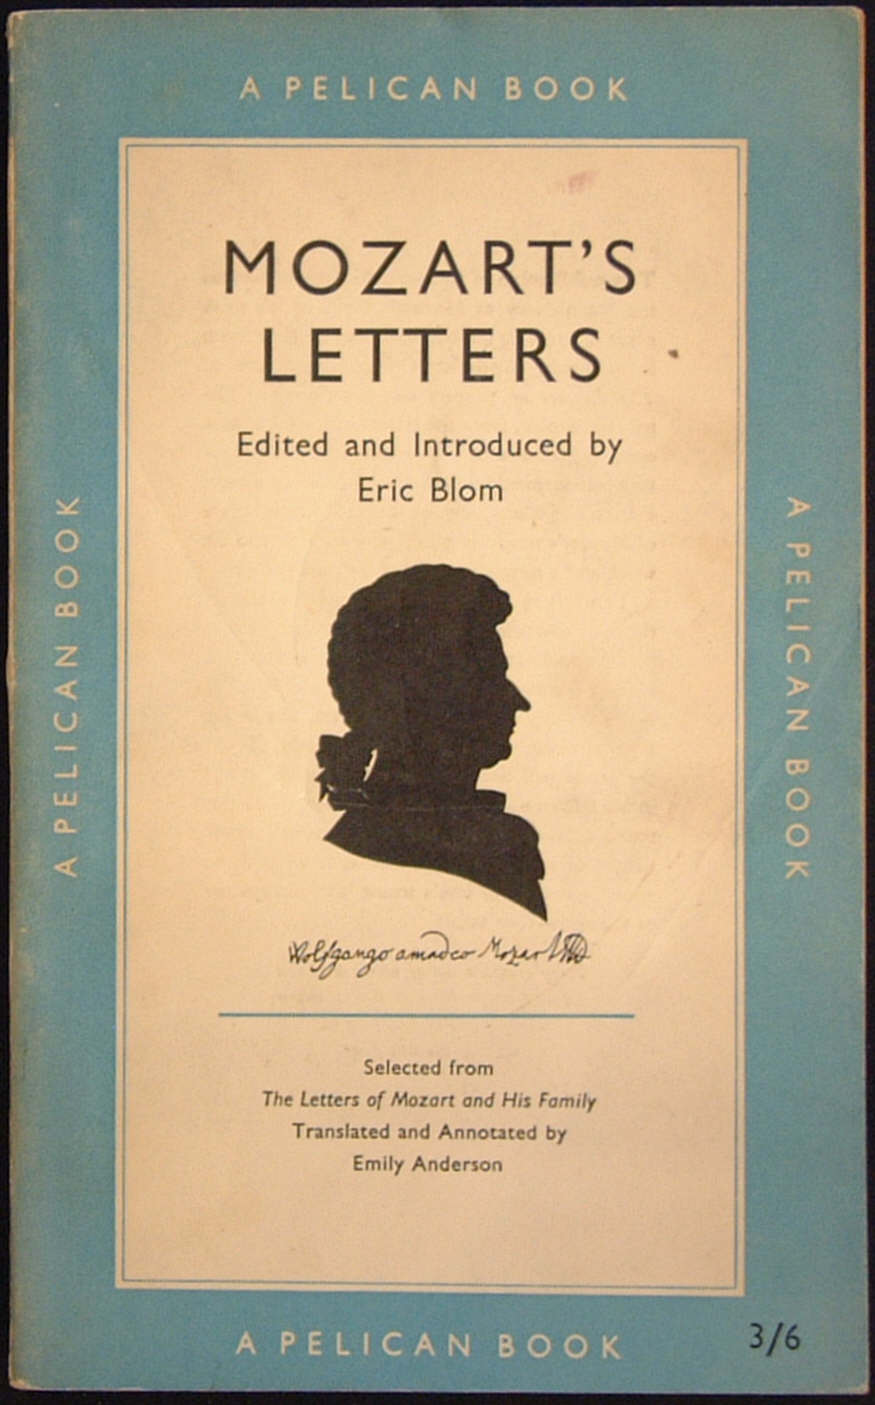 A PELICAN BOOK
MOZART'S
LETTERS
Edited and Introduced by
Eric Blom
A PELICAN BOOK
A PELICAN BOOK
Wolfgango amadeo Mozart
Selected from
The Letters of Mozart and His Family
Translated and Annotated by
Emily Anderson
A PELICAN BOOK
3/6